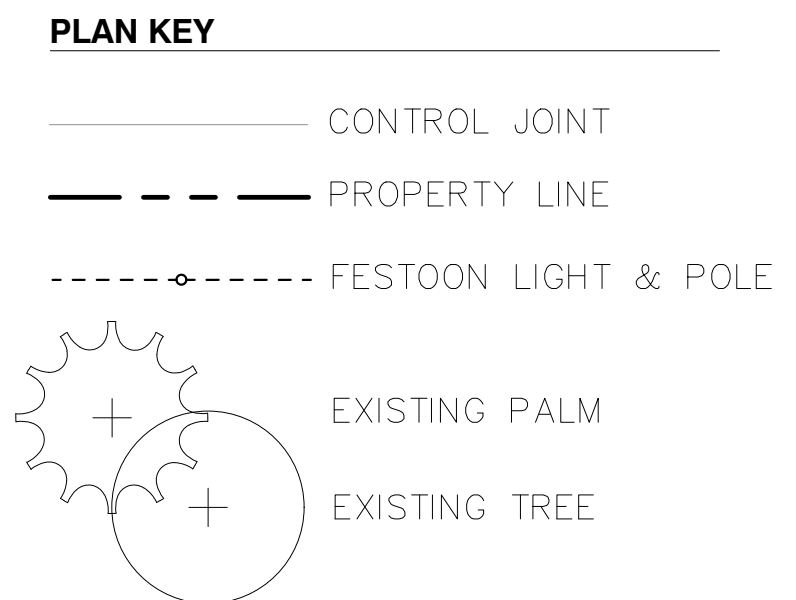 PLAN KEY
CONTROL JOINT
PROPERTY LINE
FESTOON LIGHT & POLE
EXISTING PALM
EXISTING TREE